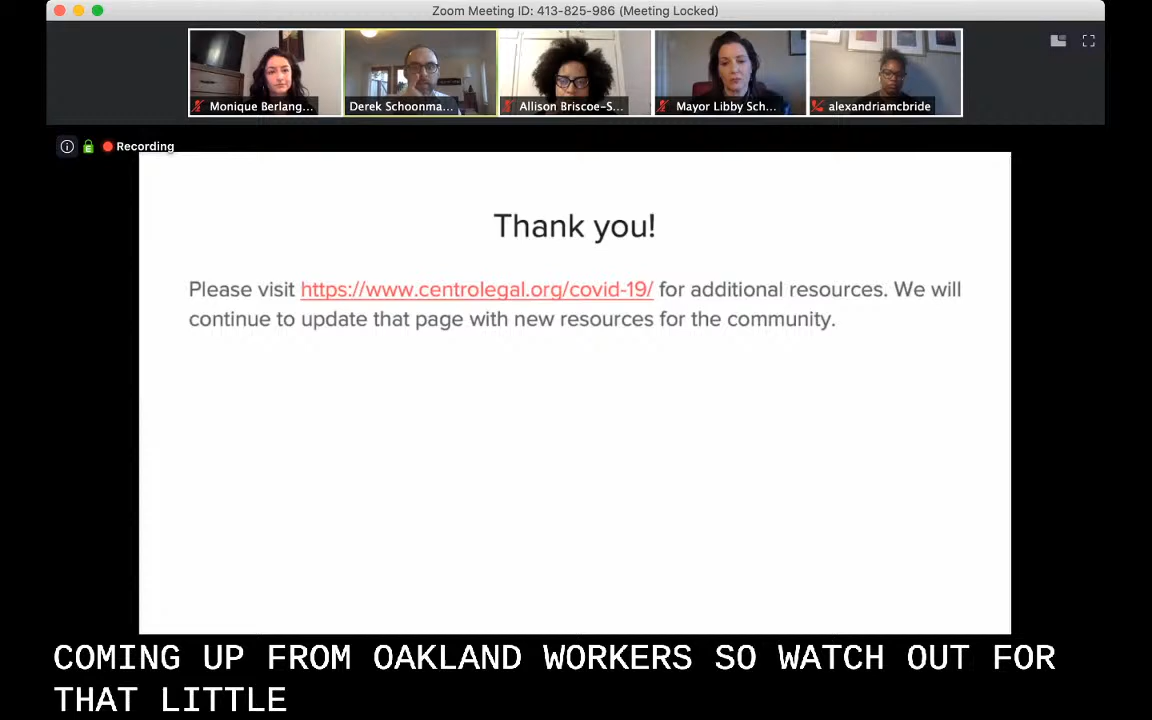 Zoom Meeting ID: 413-825-986 (Meeting Locked)
Monique Berlang...
Derek Schoonma...
Allison Briscoe-S...
Mayor Libby Sch...
alexandriamcbride
Recording
Thank you!
Please visit https://www.centrolegal.org/covid-19/ for additional resources. We will
continue to update that page with new resources for the community.
COMING UP FROM OAKLAND WORKERS SO WATCH OUT FOR
THAT LITTLE